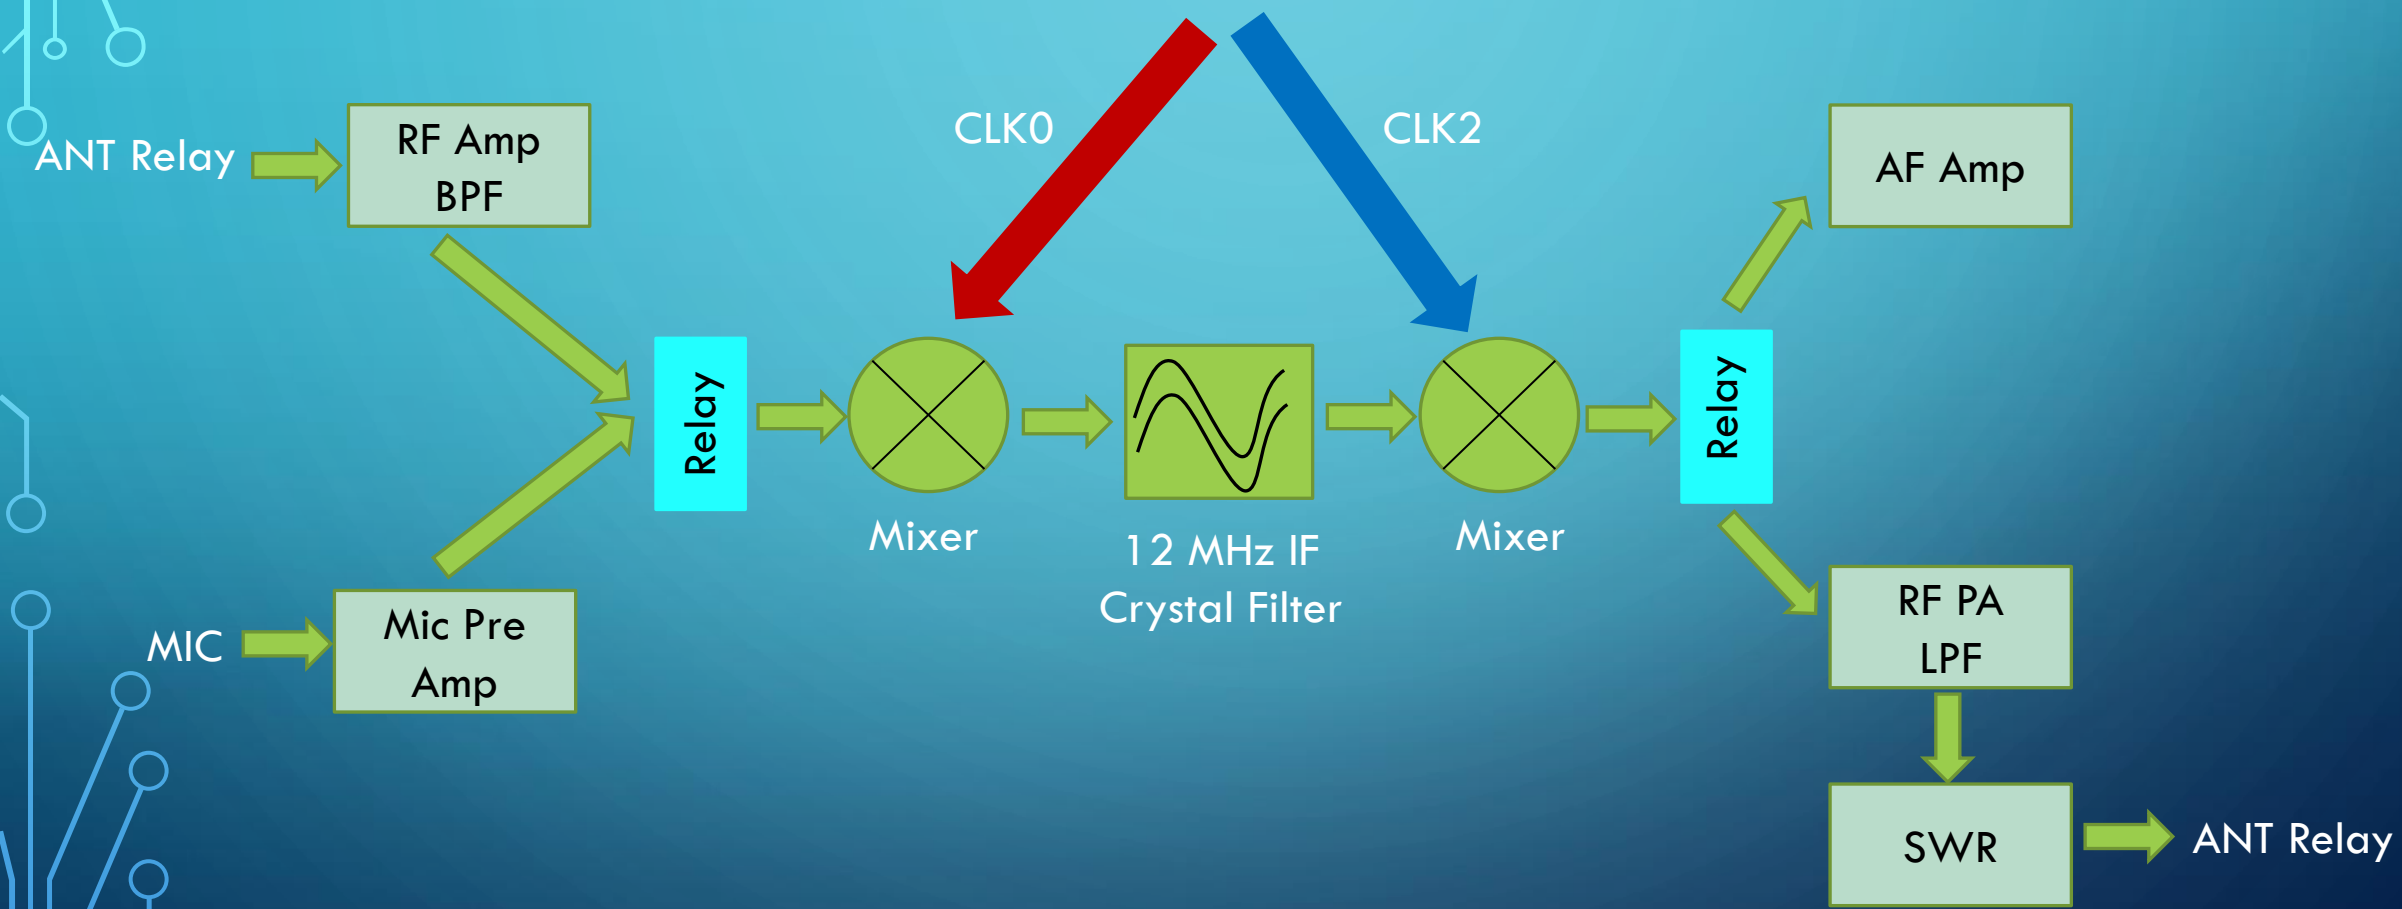 CLK0
CLK2
ANT Relay
RF Amp
BPF
AF Amp
Relay
Relay
Mixer
12 MHz IF
Crystal Filter
Mixer
MIC
Mic Pre
Amp
RF PA
LPF
SWR
ANT Relay